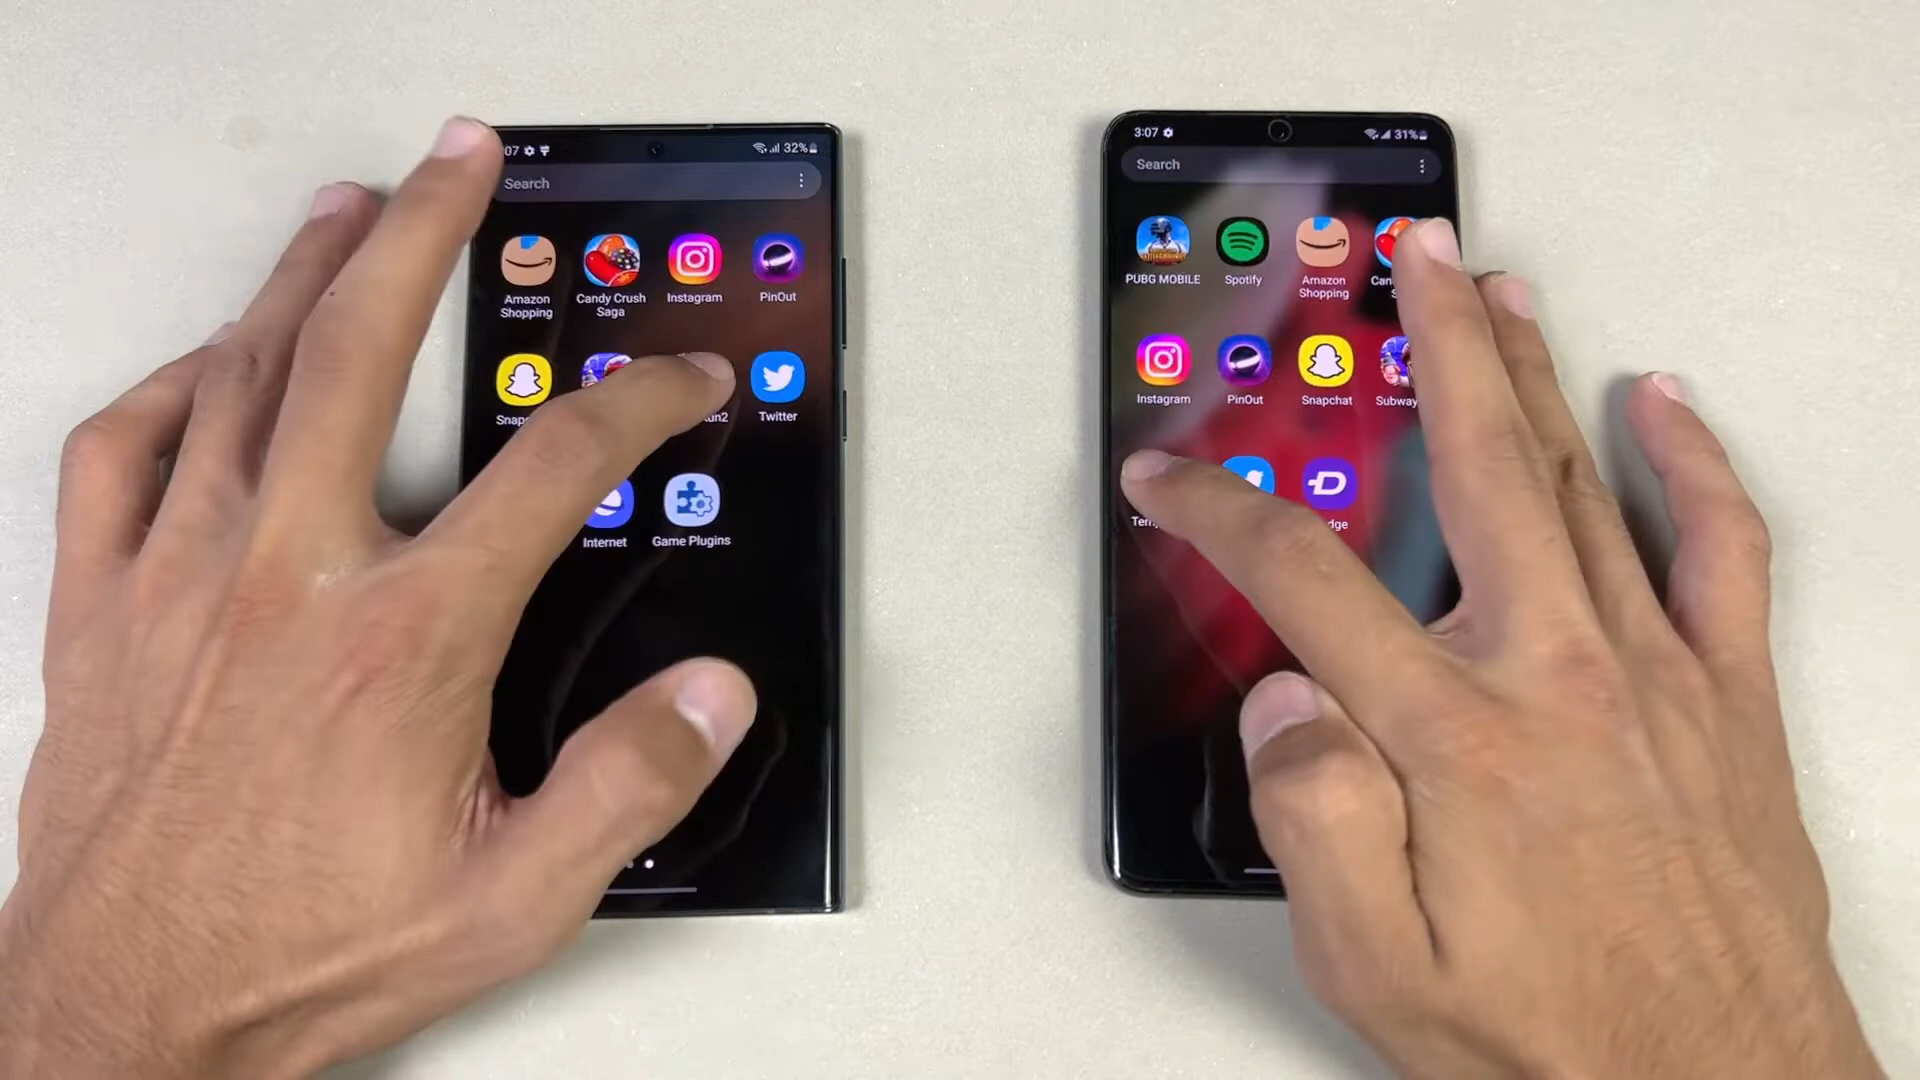 07 32%
Search
Amazon Shopping
Candy Crush Saga
Instagram
PinOut
Twitter
Internet
Game Plugins
3:07 31%
Search
PUBG MOBILE
Spotify
Amazon Shopping
Instagram
PinOut
Snapchat
Subway